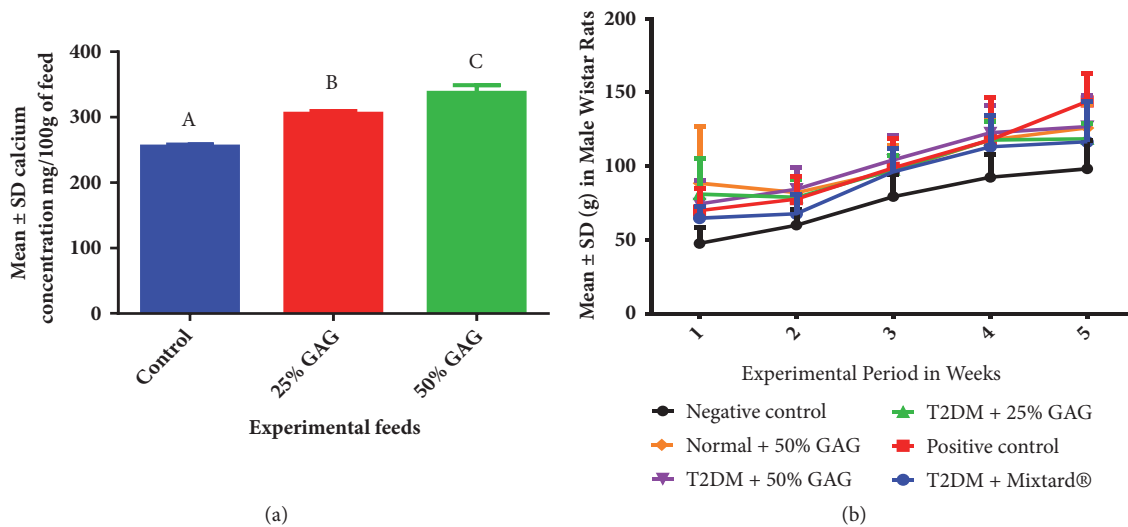 Mean ± SD calcium
concentration mg/100g of feed
400
300
200
100
0
A
B
C
Control
25% GAG
50% GAG
Experimental feeds
(a)
Mean ± SD (g) in Male Wistar Rats
200
150
100
50
0
1
2
3
4
5
Experimental Period in Weeks
Negative control
Normal + 50% GAG
T2DM + 50% GAG
T2DM + 25% GAG
Positive control
T2DM + Mixtard®
(b)